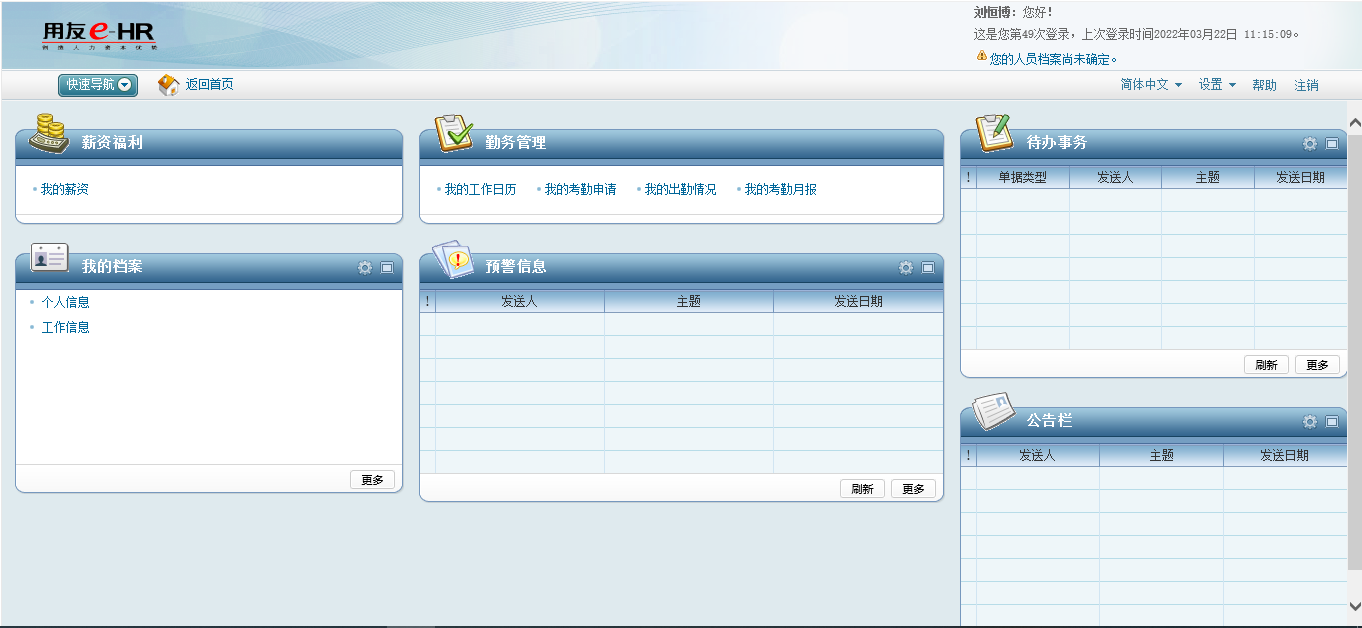 用友e-HR
刘恒博：您好！
这是您第49次登录，上次登录时间2022年03月22日 11:15:09。
您的人员档案尚未确定。
快速导航 返回首页 简体中文 设置 帮助 注销
薪资福利
我的薪资
勤务管理
我的工作日历 我的考勤申请 我的出勤情况 我的考勤月报
待办事务
! 单据类型 发送人 主题 发送日期
刷新 更多
我的档案
个人信息
工作信息
更多
预警信息
! 发送人 主题 发送日期
刷新 更多
公告栏
! 发送人 主题 发送日期